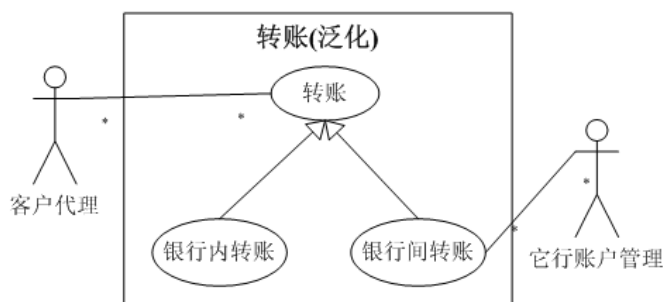 转账(泛化)
转账
*
*
客户代理
*
*
银行内转账
银行间转账
它行账户管理